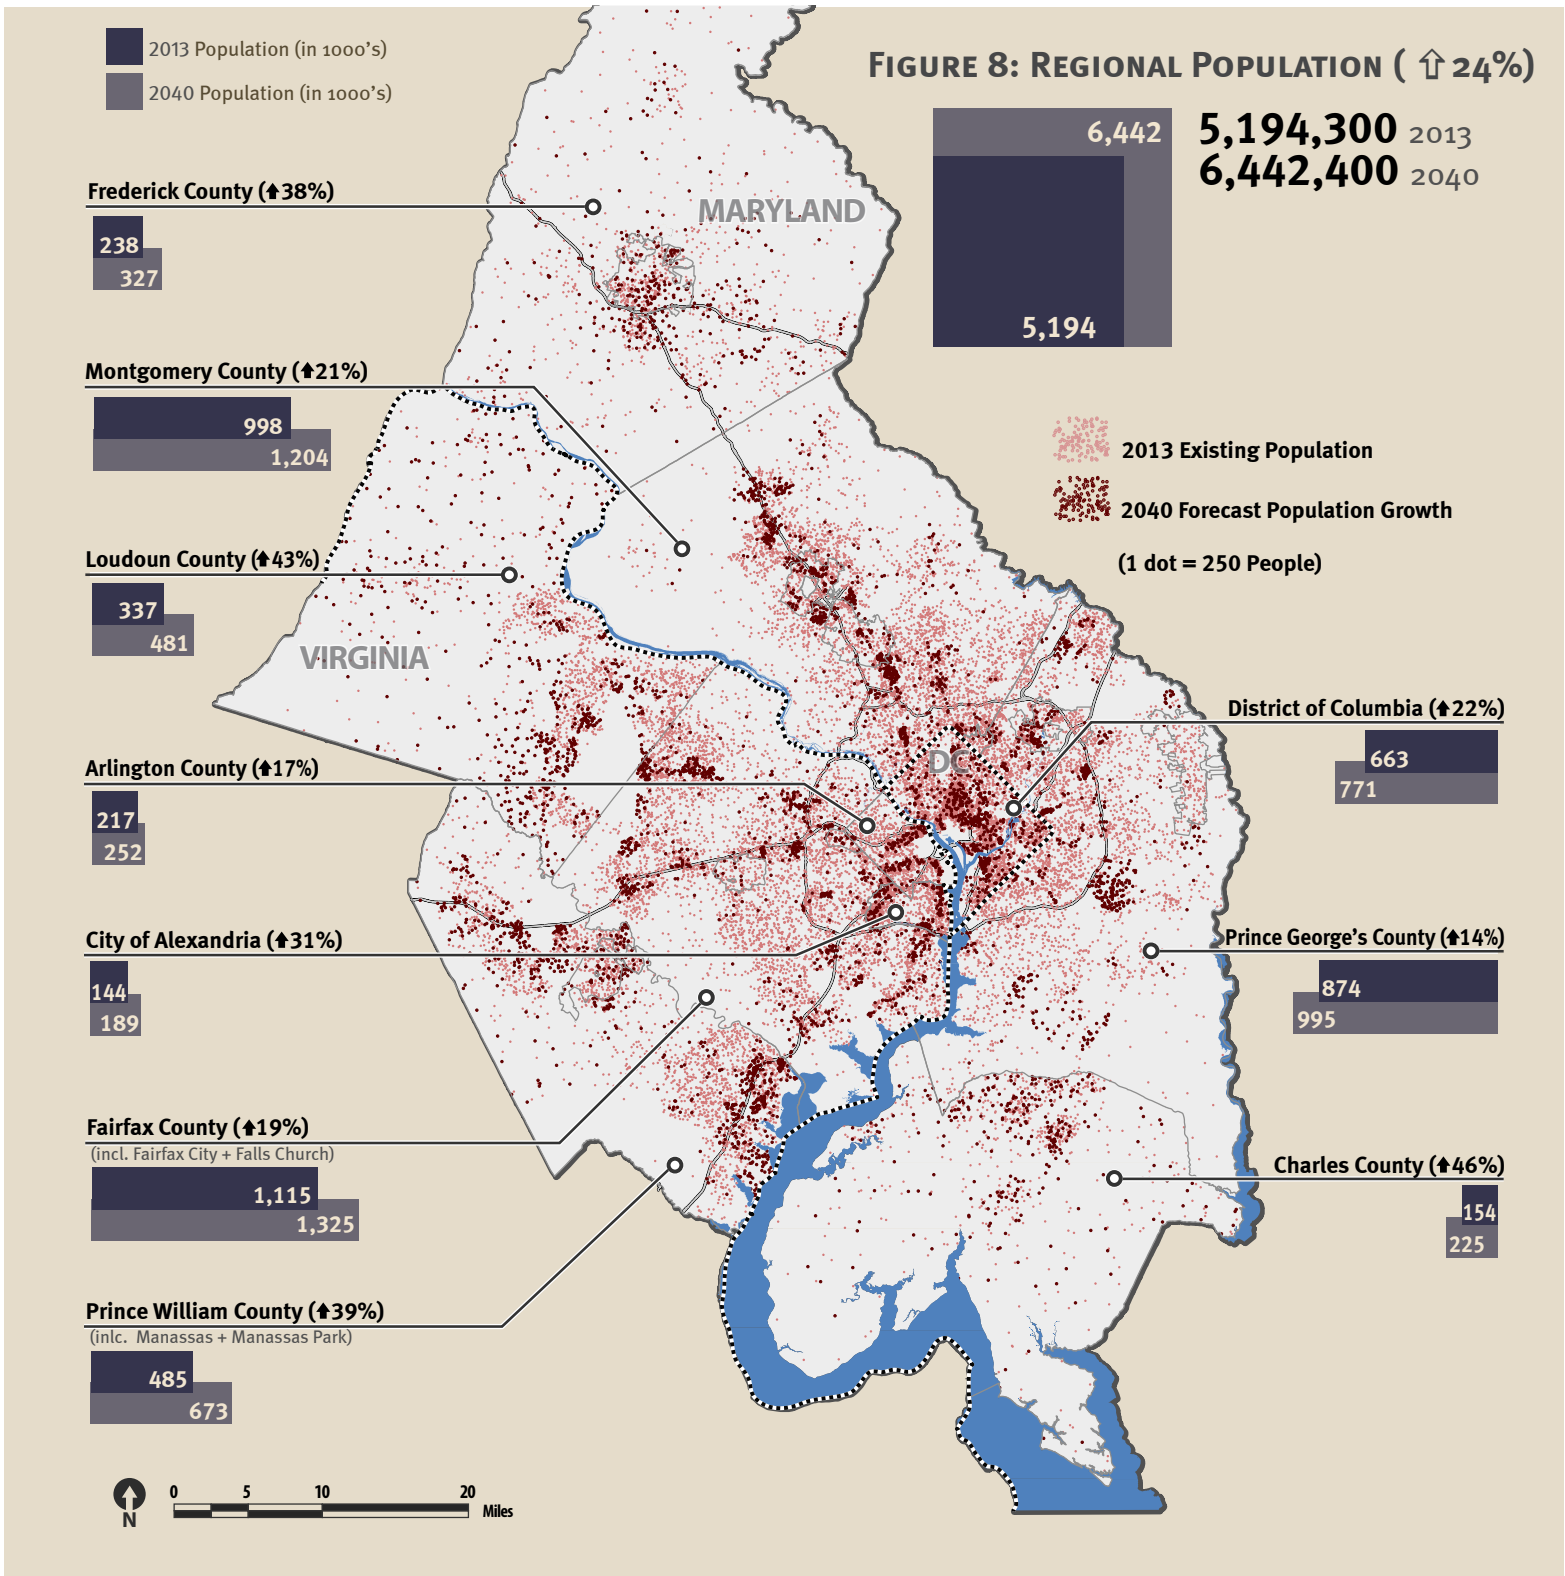 2013 Population (in 1000's)
2040 Population (in 1000's)
FIGURE 8: REGIONAL POPULATION ( ⇧24%)
6,442
5,194
5,194,300 2013
6,442,400 2040
Frederick County (⬆38%)
238
327
MARYLAND
Montgomery County (⬆21%)
998
1,204
2013 Existing Population
2040 Forecast Population Growth
(1 dot = 250 People)
Loudoun County (⬆43%)
337
481
VIRGINIA
District of Columbia (⬆22%)
663
771
DC
Arlington County (⬆17%)
217
252
City of Alexandria (⬆31%)
144
189
Prince George's County (⬆14%)
874
995
Fairfax County (⬆19%)
(incl. Fairfax City + Falls Church)
1,115
1,325
Charles County (⬆46%)
154
225
Prince William County (⬆39%)
(inlc. Manassas + Manassas Park)
485
673
N
0 5 10 20
Miles